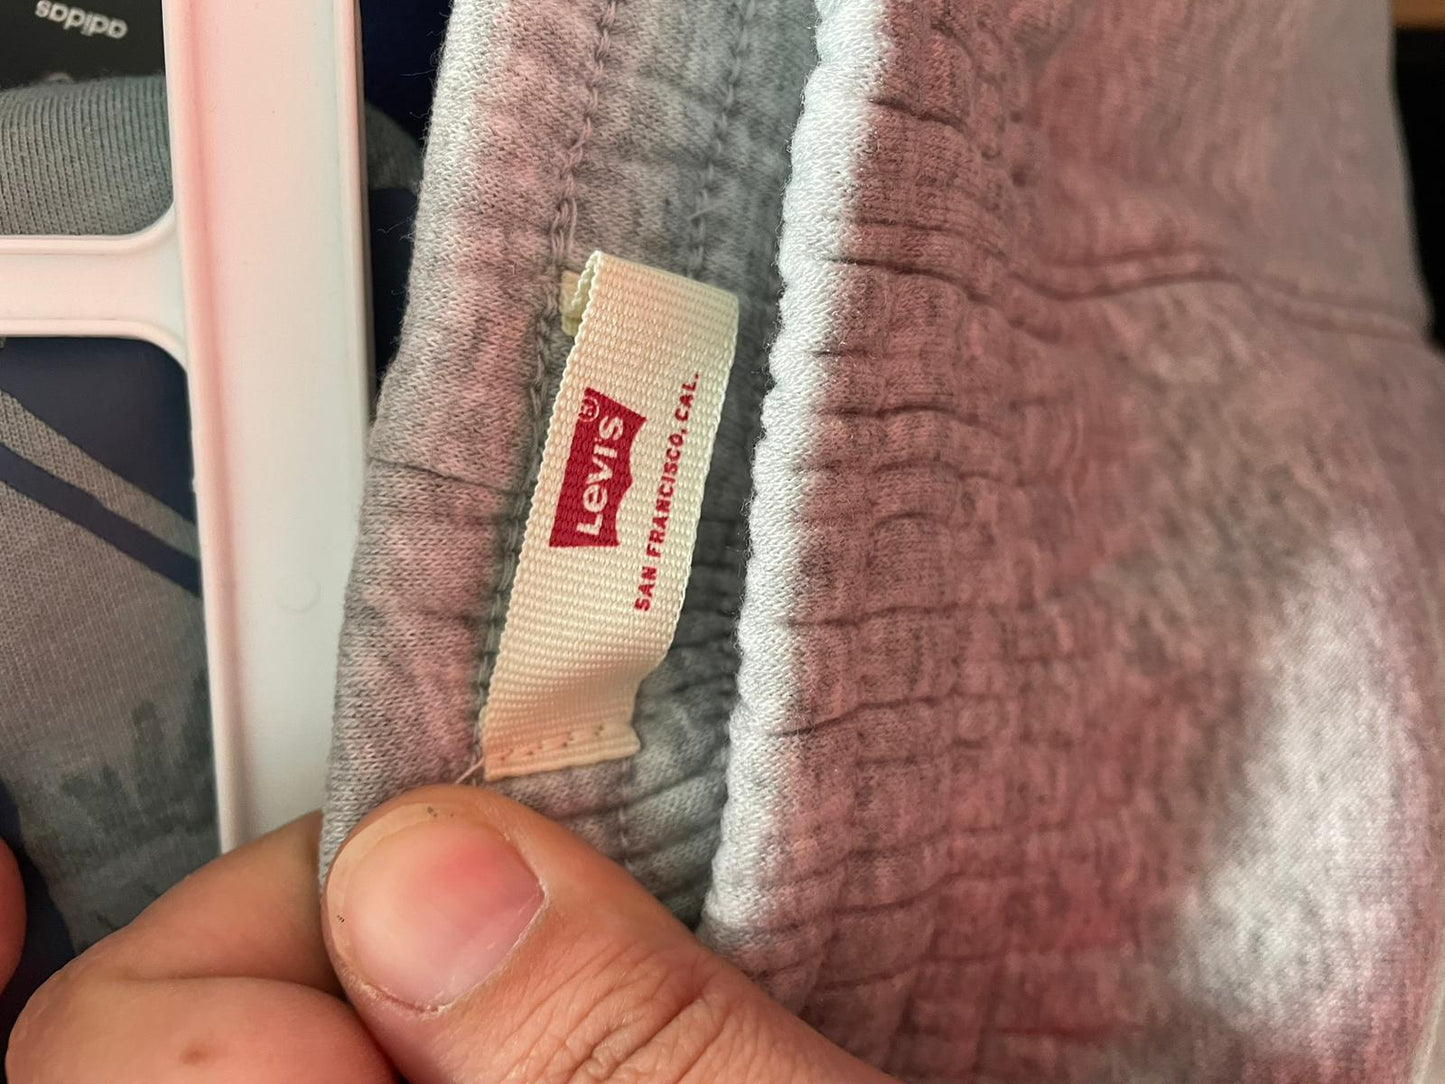 adidas
Levi's®
SAN FRANCISCO, CAL.